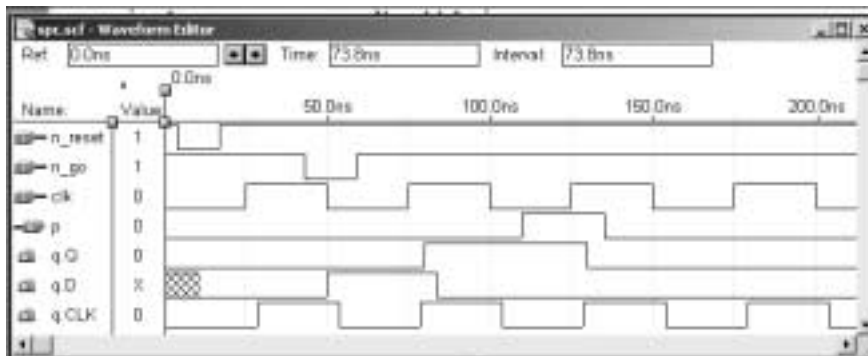 spc.scf - Waveform Editor
Ref: 0.0ns Time: 73.8ns Interval: 73.8ns
0.0ns
Name: Value: 50.0ns 100.0ns 150.0ns 200.0ns
n_reset 1
n_go 1
clk 0
p 0
q.Q 0
q.D X
q.CLK 0